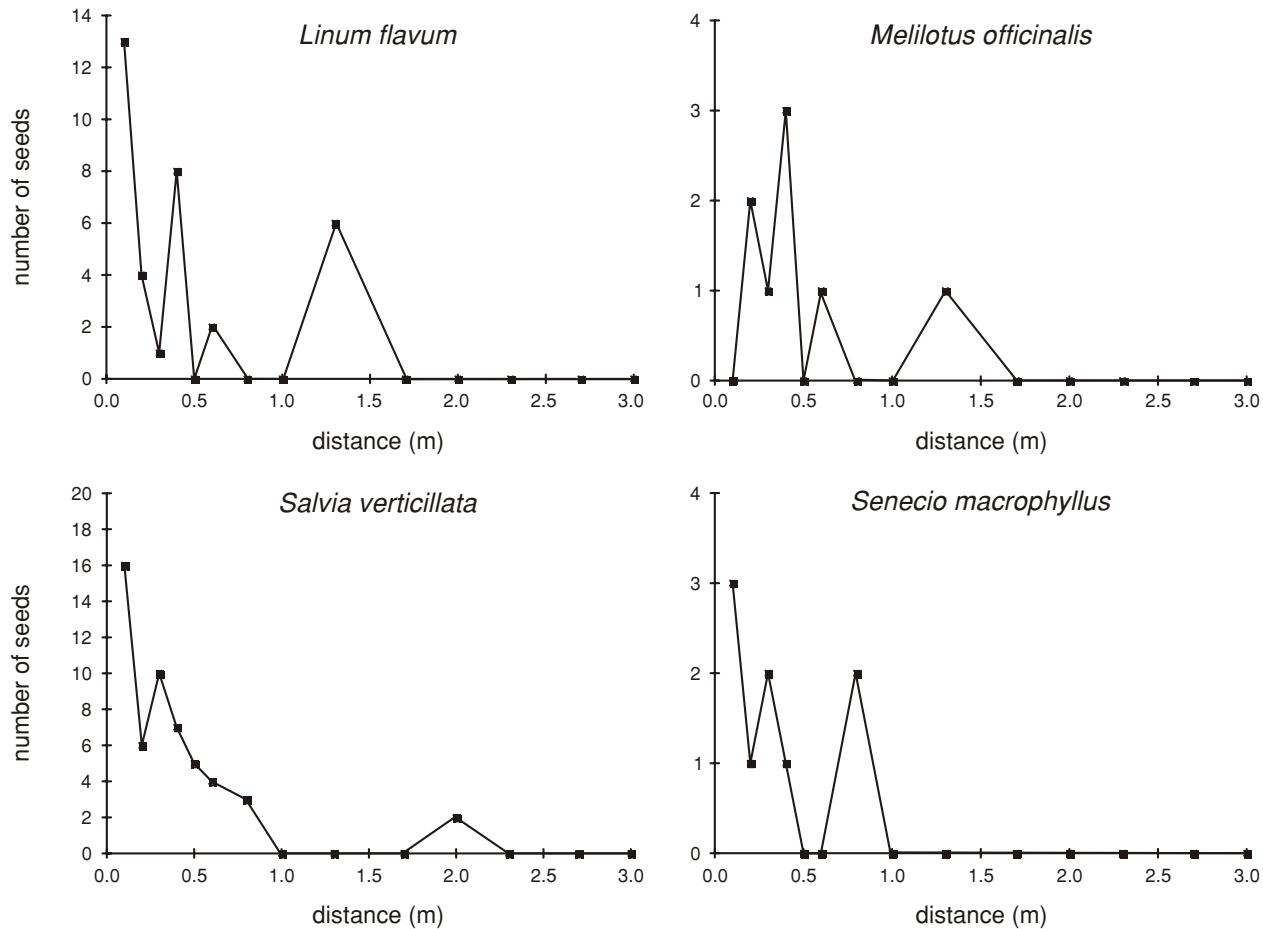 Linum flavum
number of seeds
14
12
10
8
6
4
2
0
0.0 0.5 1.0 1.5 2.0 2.5 3.0
distance (m)
Melilotus officinalis
4
3
2
1
0
0.0 0.5 1.0 1.5 2.0 2.5 3.0
distance (m)
Salvia verticillata
number of seeds
20
18
16
14
12
10
8
6
4
2
0
0.0 0.5 1.0 1.5 2.0 2.5 3.0
distance (m)
Senecio macrophyllus
4
3
2
1
0
0.0 0.5 1.0 1.5 2.0 2.5 3.0
distance (m)